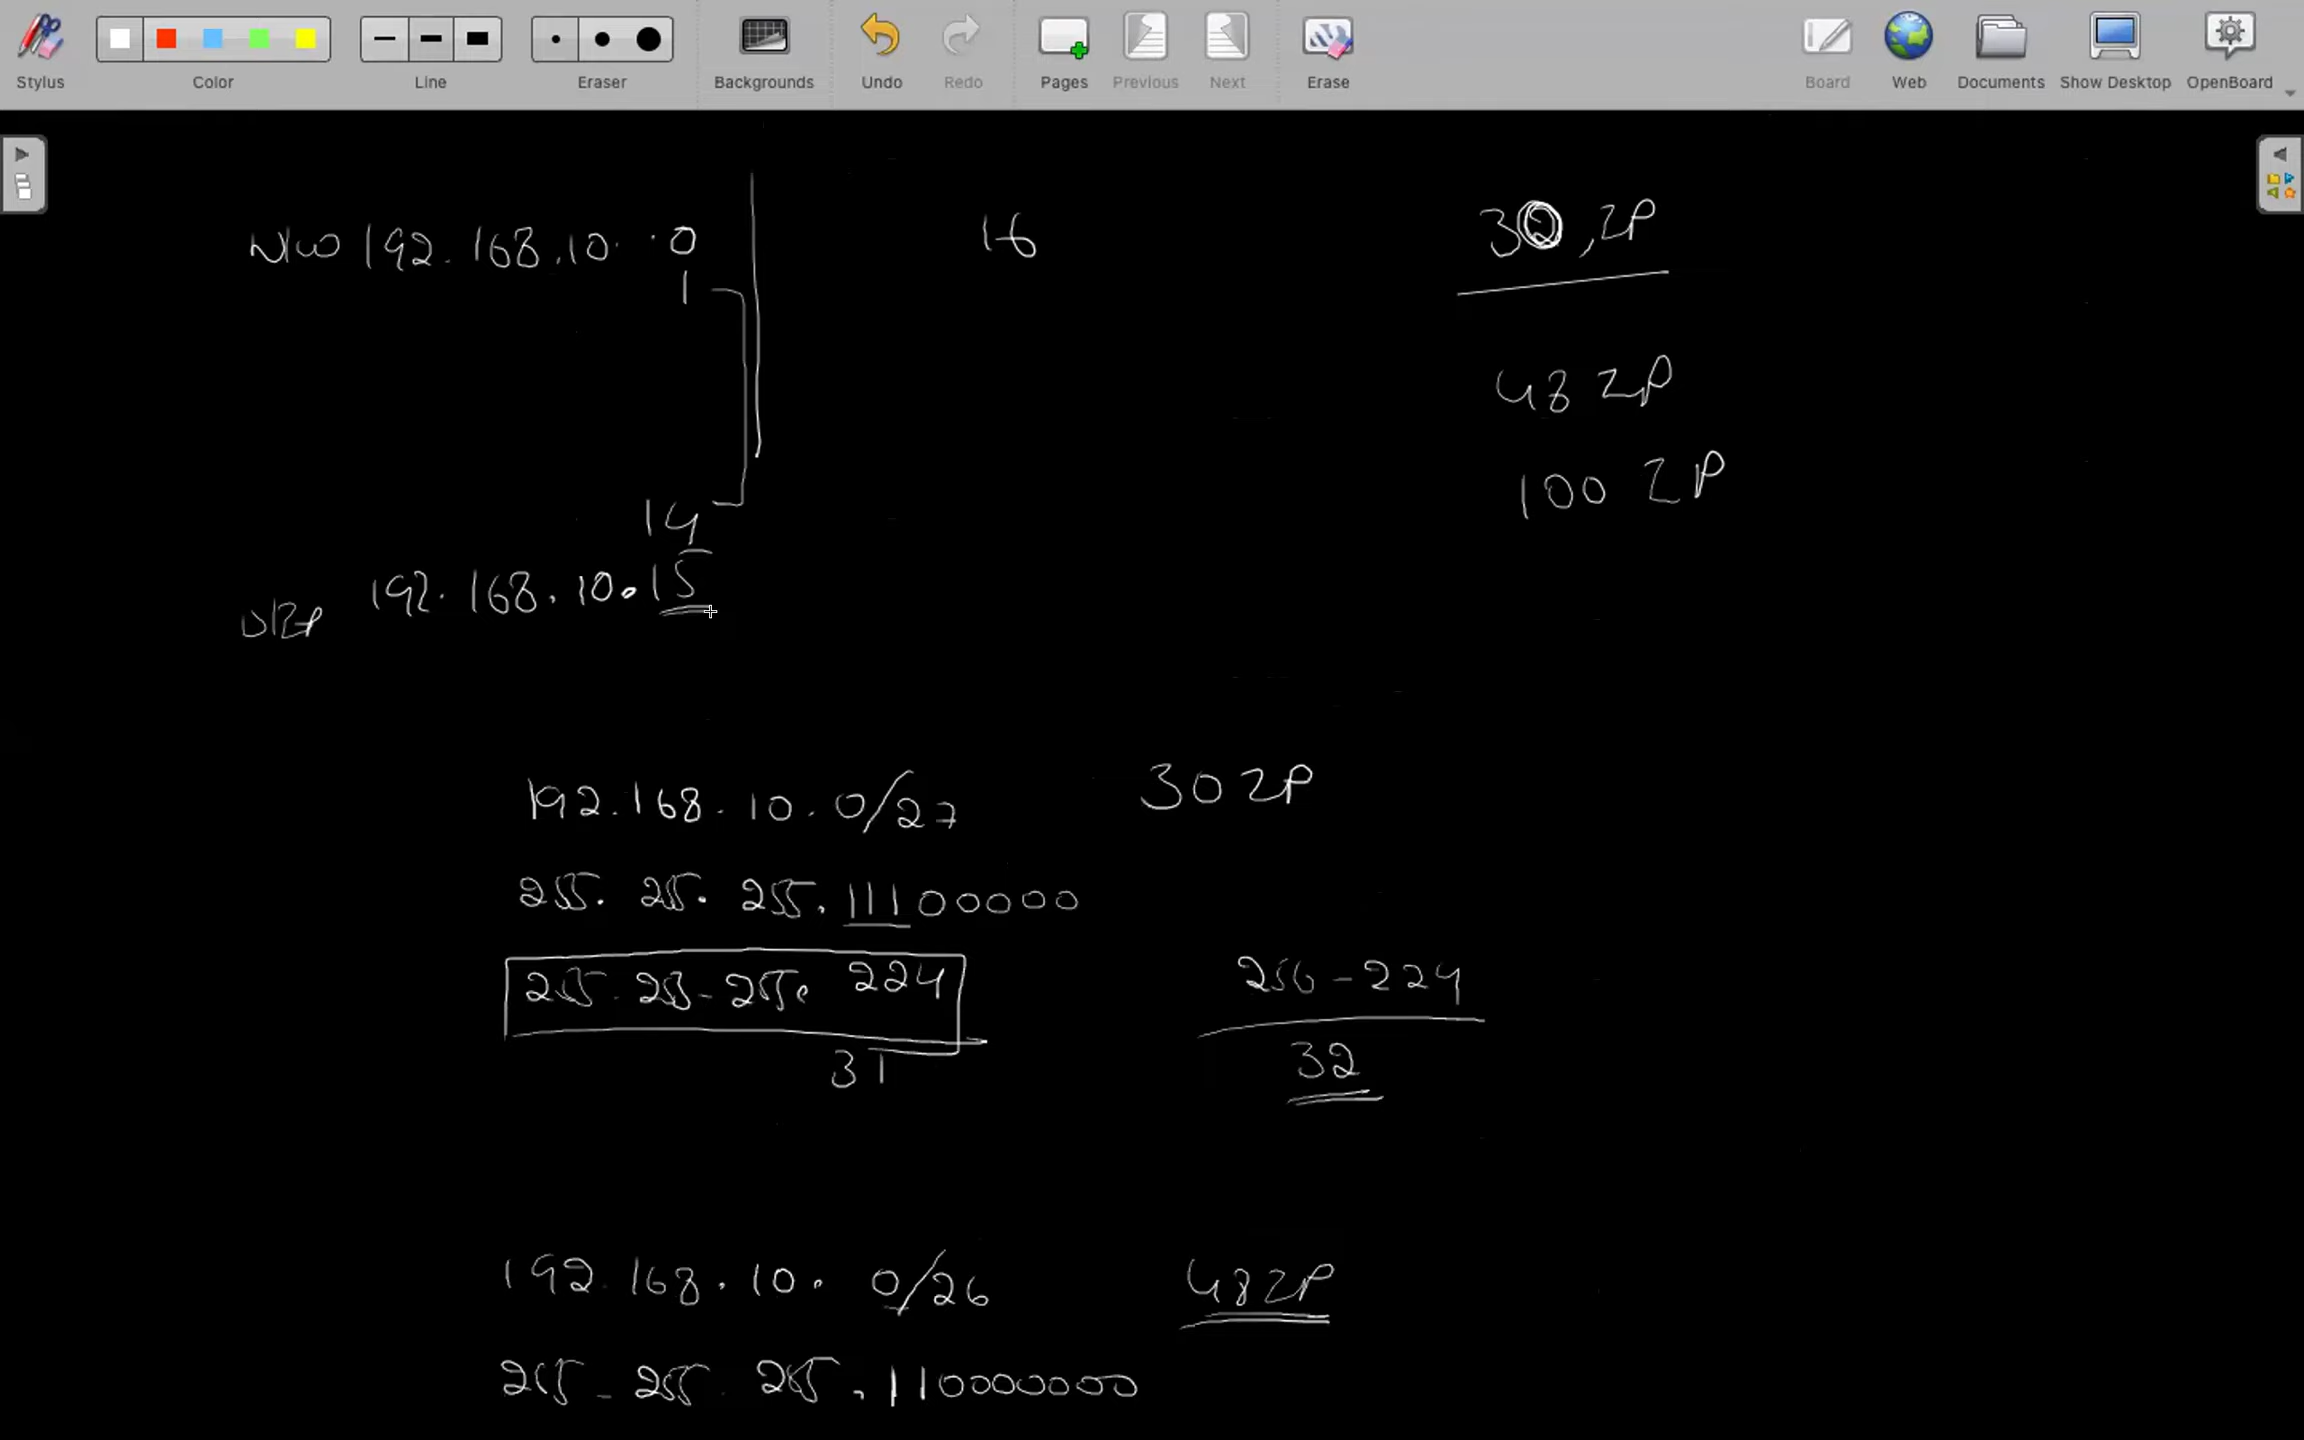 Stylus Color Line Eraser Backgrounds Undo Redo Pages Previous Next Erase Board Web Documents Show Desktop OpenBoard
N/W 192.168.10.0
1
16
30, IP
48 IP
100 IP
14
192.168.10.15
192.168.10.0/27
30 IP
255.255.255.11100000
255.255.255.224
256-224
31
32
192.168.10.0/26
48 IP
255.255.255.110000000